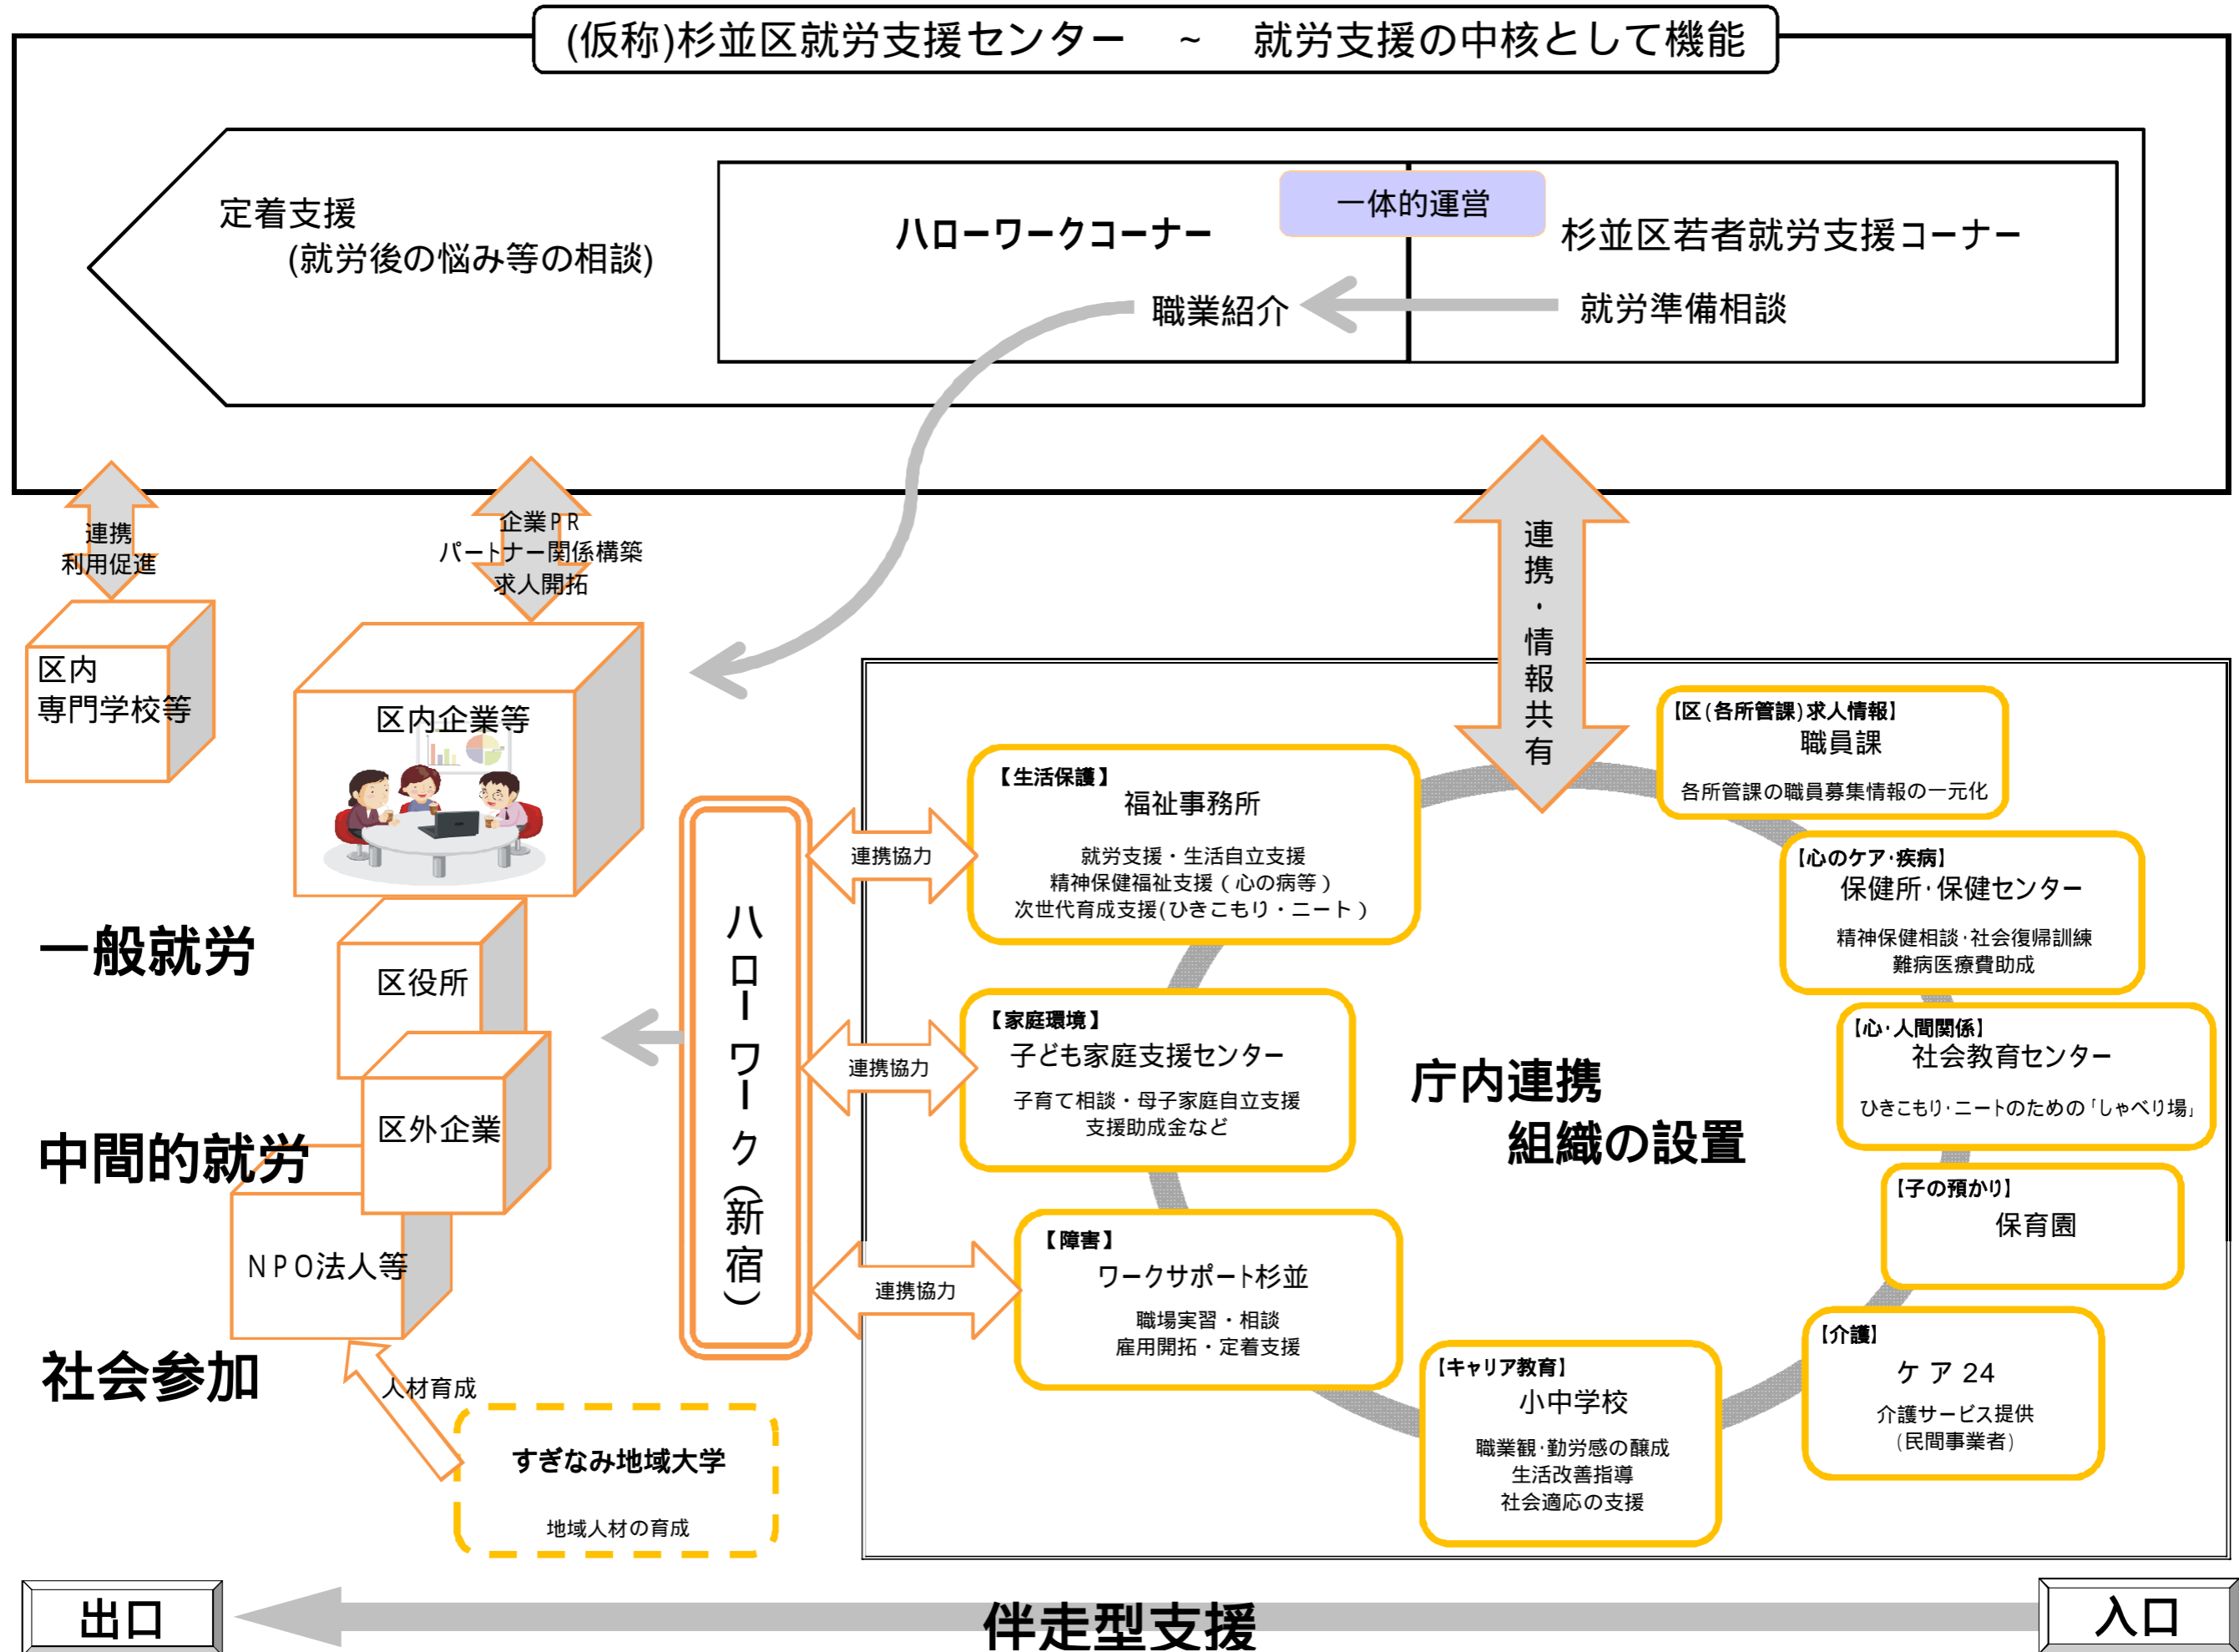 (仮称)杉並区就労支援センター　～　就労支援の中核として機能
定着支援
(就労後の悩み等の相談)
ハローワークコーナー
一体的運営
杉並区若者就労支援コーナー
職業紹介
就労準備相談
連携
利用促進
企業PR
パートナー関係構築
求人開拓
連携・情報共有
区内
専門学校等
区内企業等
一般就労
区役所
中間的就労
区外企業
NPO法人等
社会参加
人材育成
すぎなみ地域大学
地域人材の育成
ハローワーク(新宿)
連携協力
連携協力
連携協力
【生活保護】
福祉事務所
就労支援・生活自立支援
精神保健福祉支援(心の病等)
次世代育成支援(ひきこもり・ニート)
【家庭環境】
子ども家庭支援センター
子育て相談・母子家庭自立支援
支援助成金など
【障害】
ワークサポート杉並
職場実習・相談
雇用開拓・定着支援
庁内連携
組織の設置
【区(各所管課)求人情報】
職員課
各所管課の職員募集情報の一元化
【心のケア・疾病】
保健所・保健センター
精神保健相談・社会復帰訓練
難病医療費助成
【心・人間関係】
社会教育センター
ひきこもり・ニートのための「しゃべり場」
【子の預かり】
保育園
【介護】
ケア24
介護サービス提供
(民間事業者)
【キャリア教育】
小中学校
職業観・勤労感の醸成
生活改善指導
社会適応の支援
出口
伴走型支援
入口